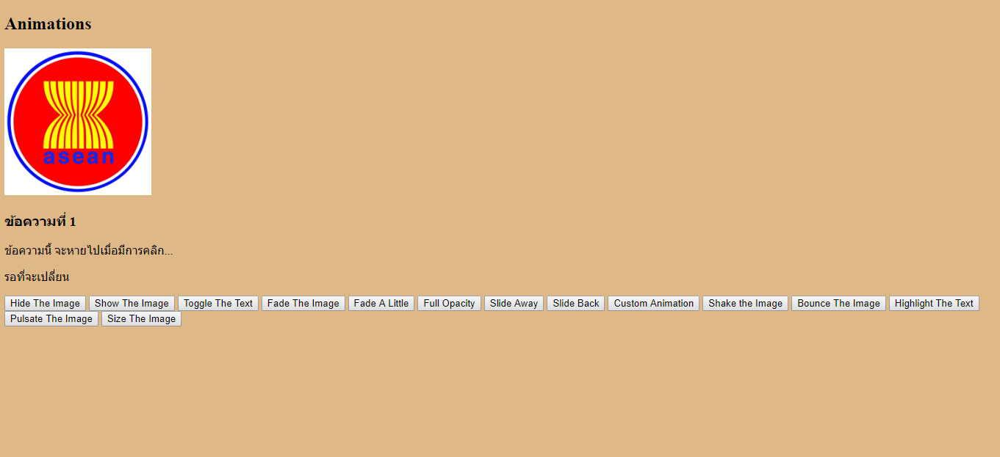 Animations
asean
ข้อความที่ 1
ข้อความนี้ จะหายไปเมื่อมีการคลิก...
รอที่จะเปลี่ยน
Hide The Image Show The Image Toggle The Text Fade The Image Fade A Little Full Opacity Slide Away Slide Back Custom Animation Shake the Image Bounce The Image Highlight The Text
Pulsate The Image Size The Image